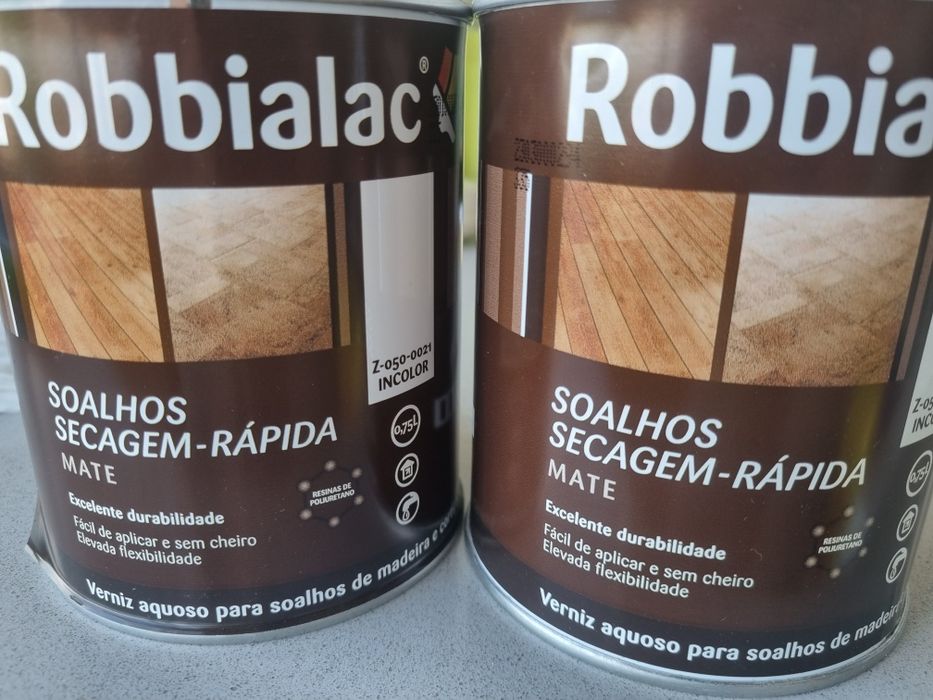 Robbialac®
Z-050-0021
INCOLOR
SOALHOS
SECAGEM-RÁPIDA
MATE
0,75L
RESINAS DE
POLIURETANO
Excelente durabilidade
Fácil de aplicar e sem cheiro
Elevada flexibilidade
Verniz aquoso para soalhos de madeira e
Robbia
SOALHOS
SECAGEM-RÁPIDA
MATE
0,75L
RESINAS DE
POLIURETANO
Excelente durabilidade
Fácil de aplicar e sem cheiro
Elevada flexibilidade
Verniz aquoso para soalhos de madeira